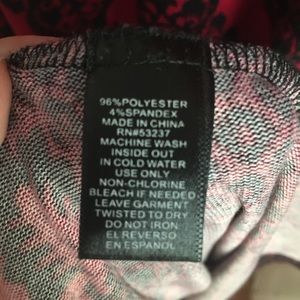 96%POLYESTER
4%SPANDEX
MADE IN CHINA
RN#53237
MACHINE WASH
INSIDE OUT
IN COLD WATER
USE ONLY
NON-CHLORINE
BLEACH IF NEEDED
LEAVE GARMENT
TWISTED TO DRY
DO NOT IRON
EL REVERSO
EN ESPANOL